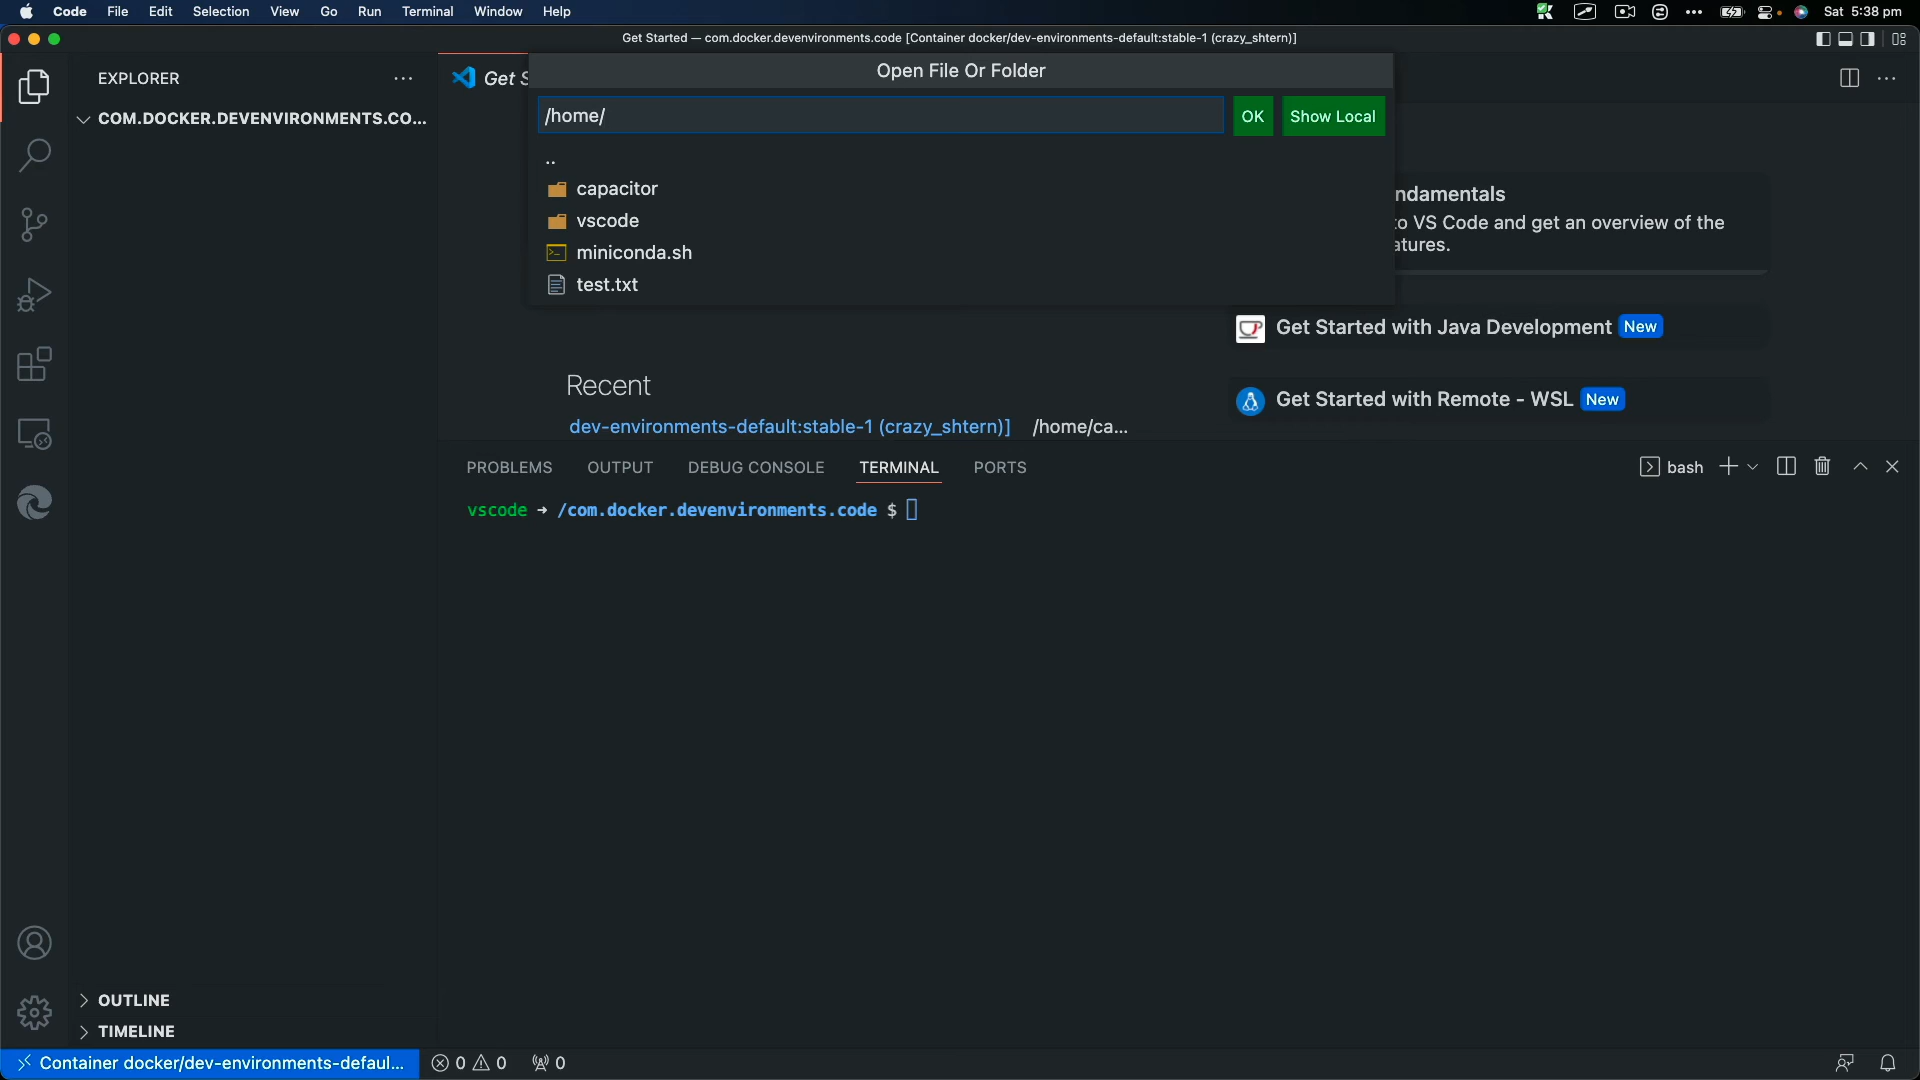 Code File Edit Selection View Go Run Terminal Window Help Sat 5:38 pm
Get Started — com.docker.devenvironments.code [Container docker/dev-environments-default:stable-1 (crazy_shtern)]
EXPLORER
COM.DOCKER.DEVENVIRONMENTS.CO...
Get S
Open File Or Folder
/home/ OK Show Local
..
capacitor
vscode
miniconda.sh
test.txt
ndamentals
to VS Code and get an overview of the
atures.
Get Started with Java Development New
Get Started with Remote - WSL New
Recent
dev-environments-default:stable-1 (crazy_shtern)] /home/ca...
PROBLEMS OUTPUT DEBUG CONSOLE TERMINAL PORTS bash
vscode ➜ /com.docker.devenvironments.code $
OUTLINE
TIMELINE
Container docker/dev-environments-defaul... 0 0 0